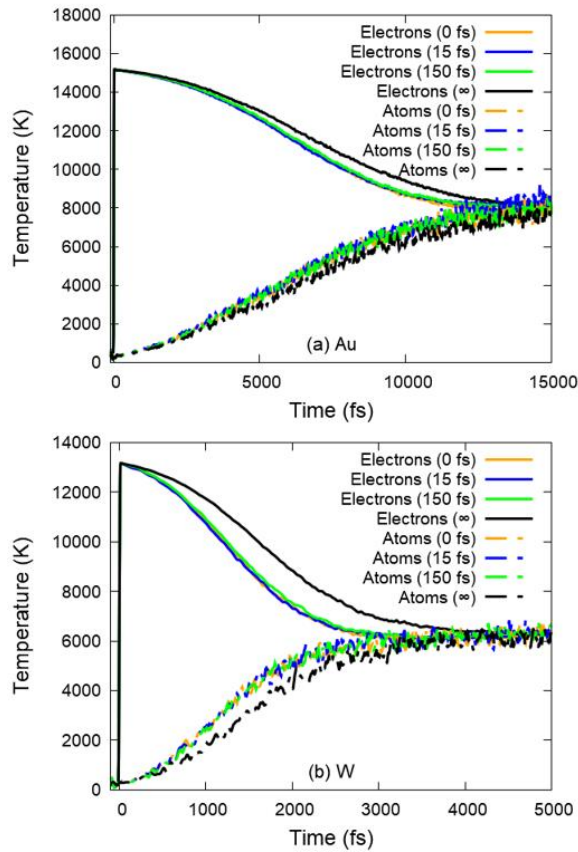 18000
16000
14000
12000
10000
8000
6000
4000
2000
0
Temperature (K)
Electrons (0 fs)
Electrons (15 fs)
Electrons (150 fs)
Electrons (∞)
Atoms (0 fs)
Atoms (15 fs)
Atoms (150 fs)
Atoms (∞)
(a) Au
0 5000 10000 15000
Time (fs)
14000
12000
10000
8000
6000
4000
2000
0
Temperature (K)
Electrons (0 fs)
Electrons (15 fs)
Electrons (150 fs)
Electrons (∞)
Atoms (0 fs)
Atoms (15 fs)
Atoms (150 fs)
Atoms (∞)
(b) W
0 1000 2000 3000 4000 5000
Time (fs)